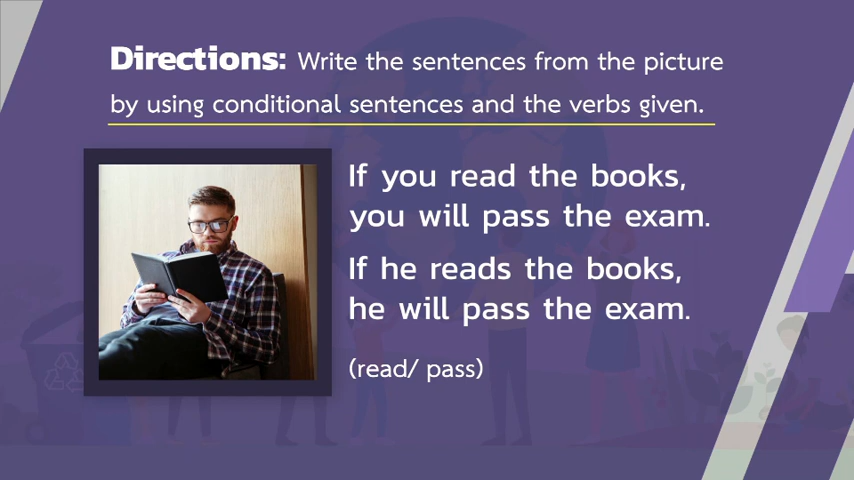 Directions: Write the sentences from the picture
by using conditional sentences and the verbs given.
If you read the books,
you will pass the exam.
If he reads the books,
he will pass the exam.
(read/ pass)